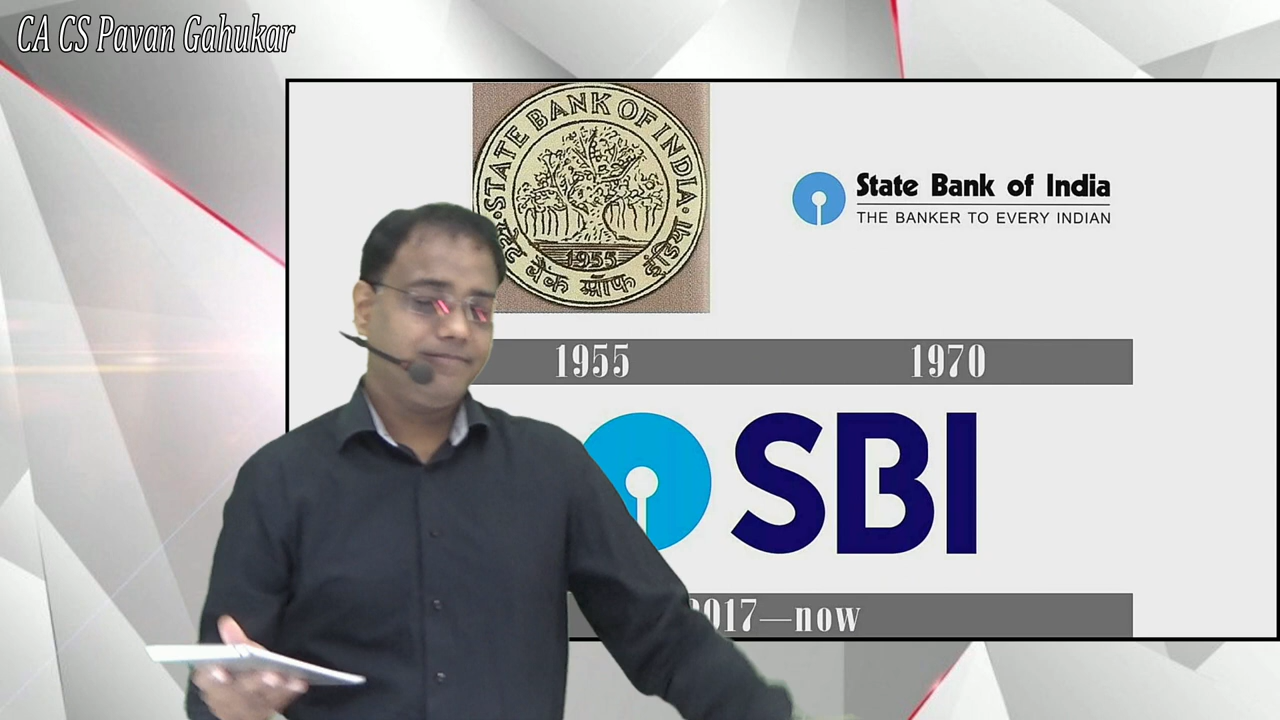 CA CS Pavan Gahukar
STATE BANK OF INDIA
1955
स्टेट बैंक ऑफ इंडिया
State Bank of India
THE BANKER TO EVERY INDIAN
1955
1970
SBI
2017—now